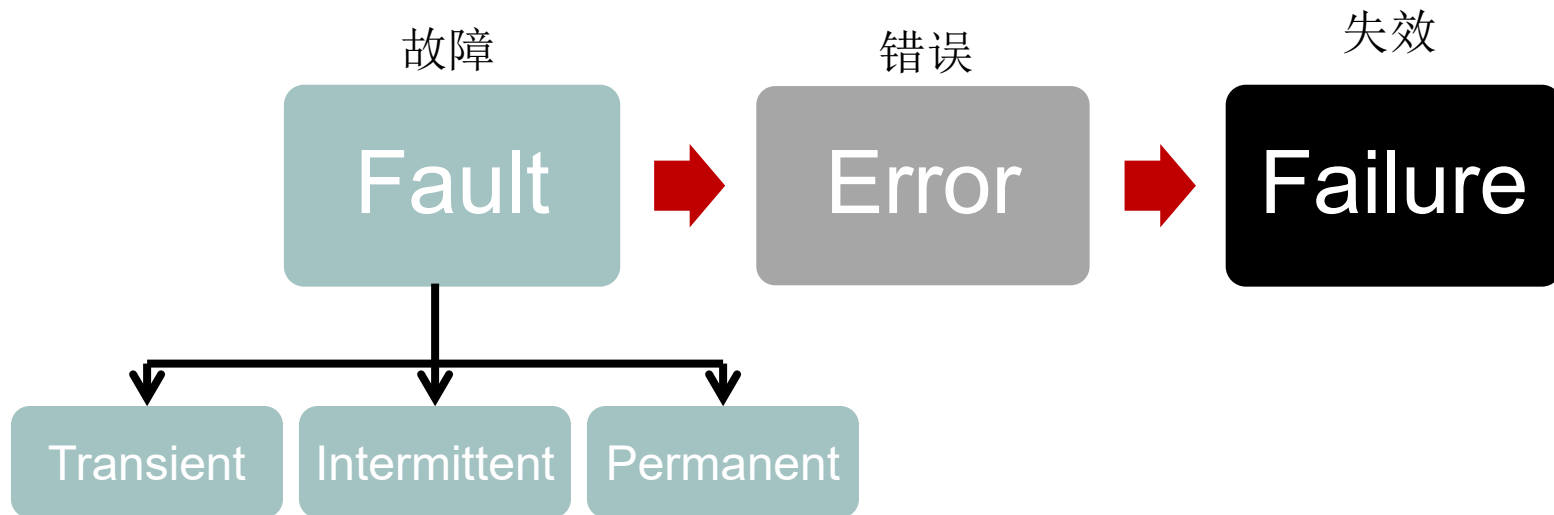 故障
错误
失效
Fault
Error
Failure
Transient
Intermittent
Permanent